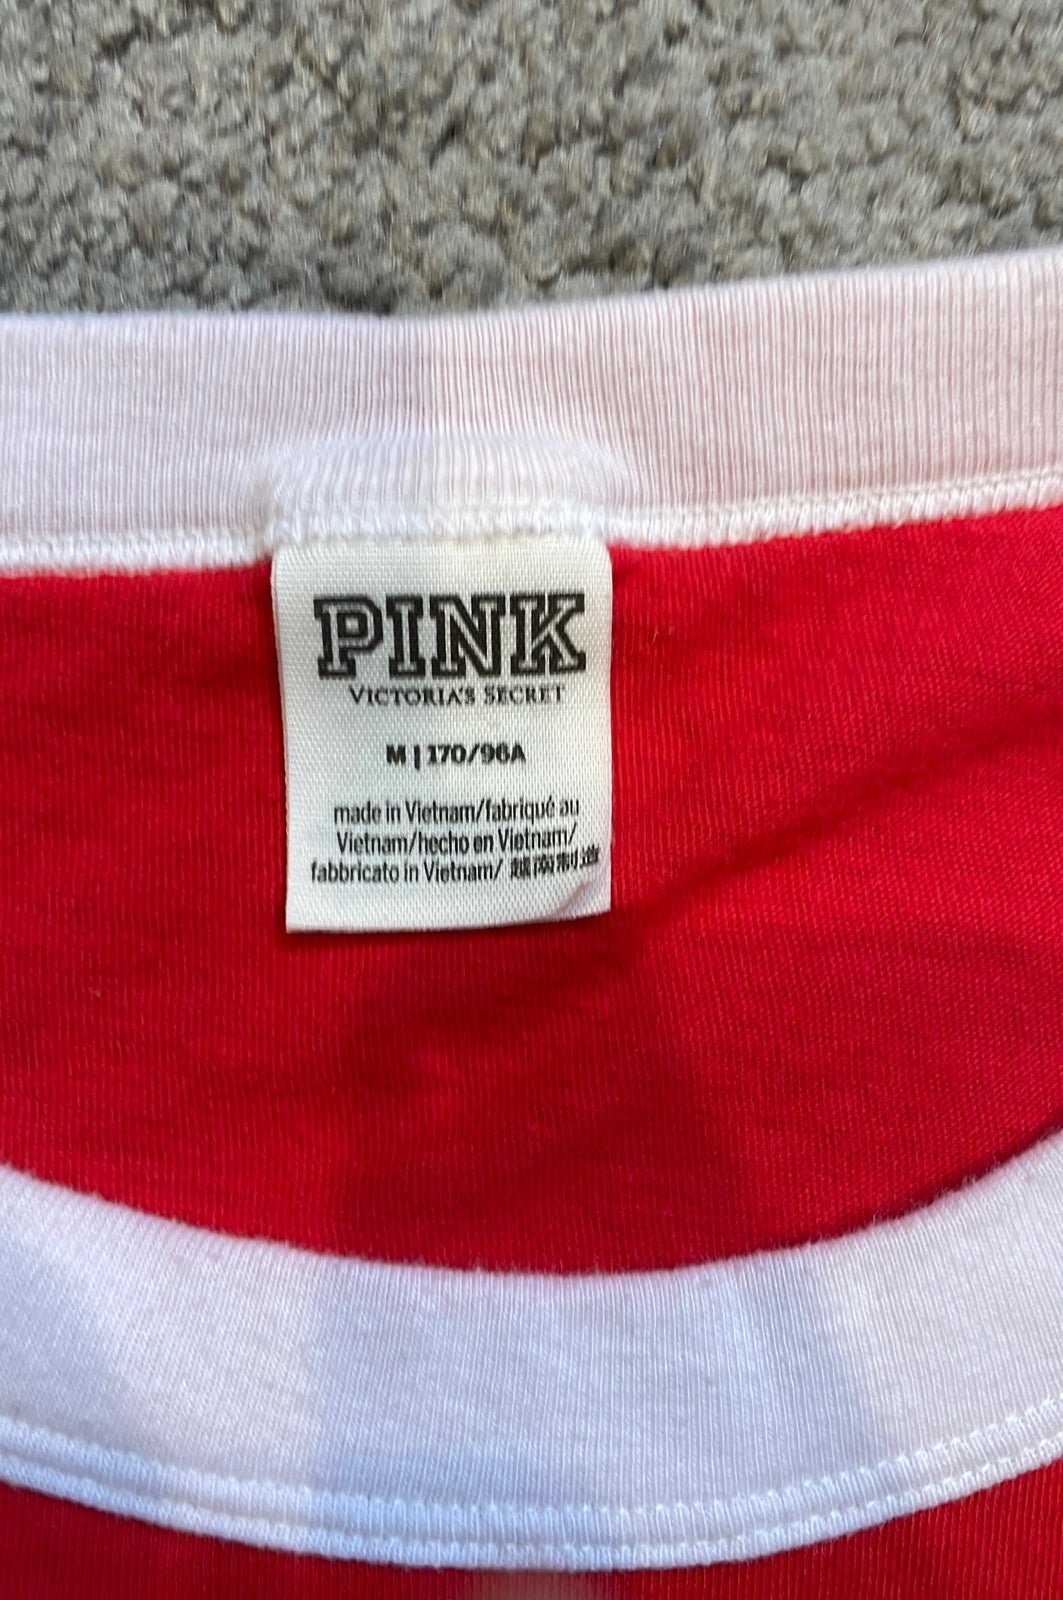 PINK
VICTORIA'S SECRET
M | 170/96A
made in Vietnam/fabriqué au
Vietnam/hecho en Vietnam/
fabbricato in Vietnam/ 越南制造